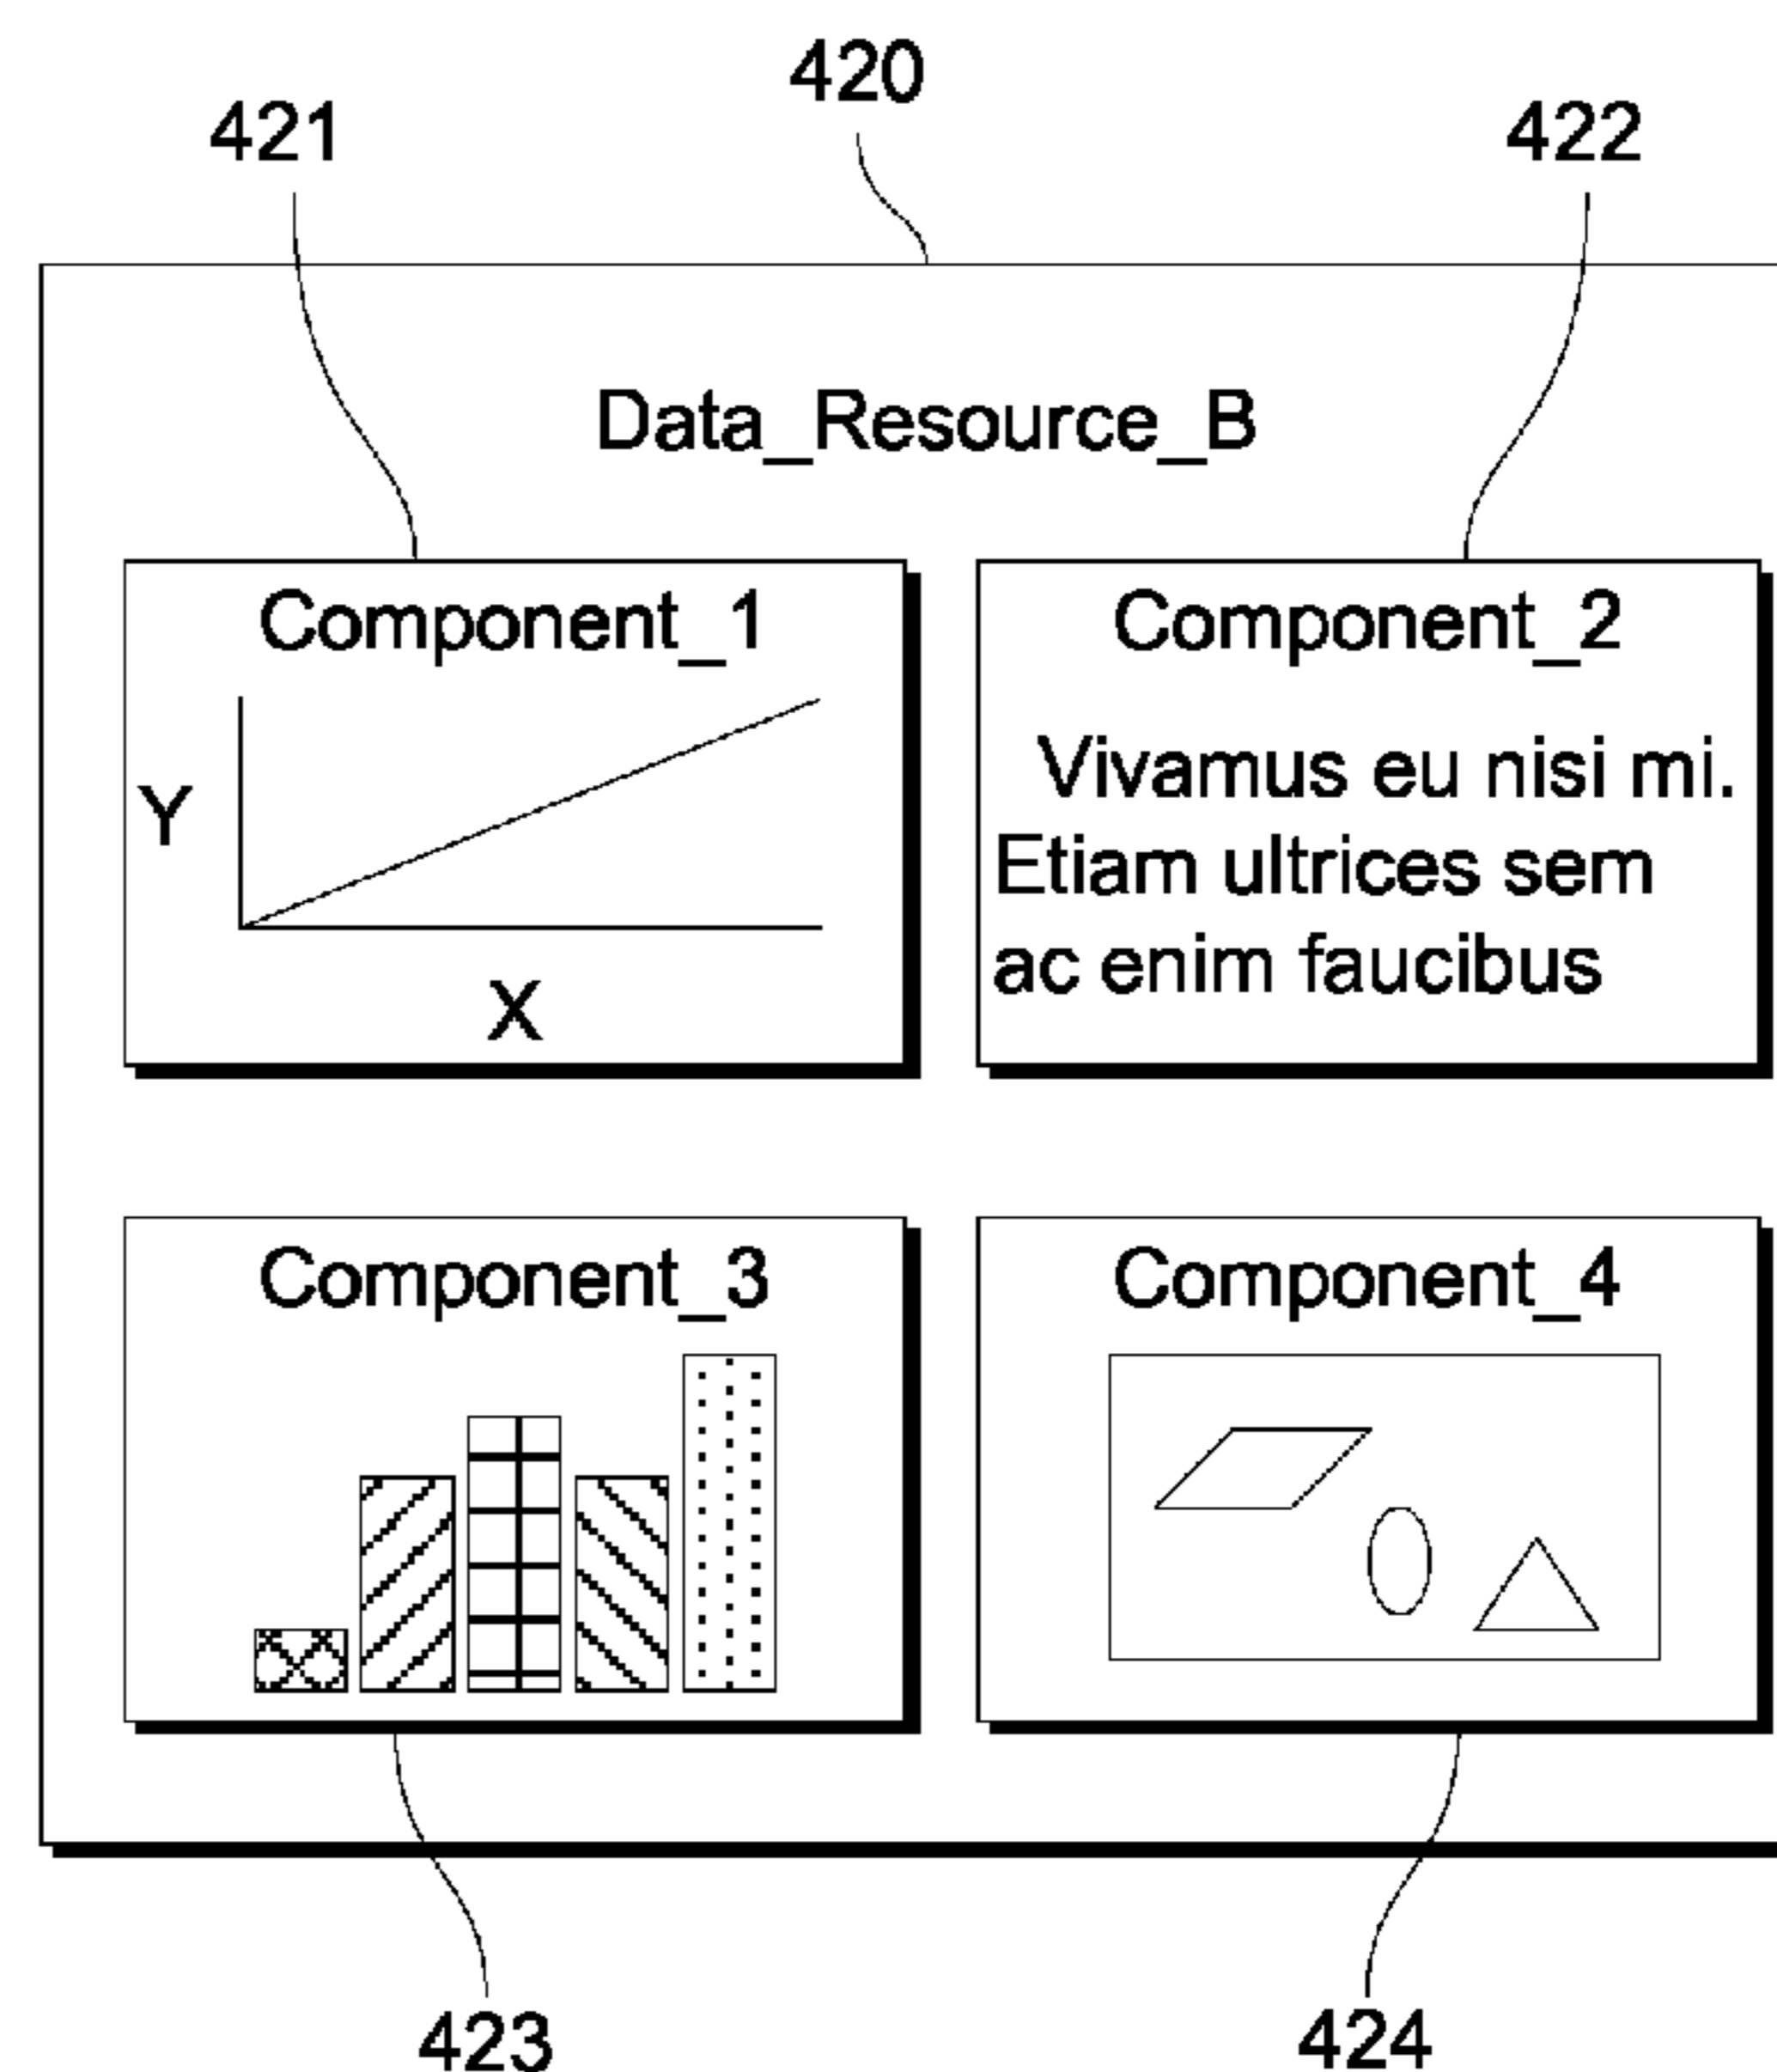 420
421
422
Data_Resource_B
Component_1
Y
X
Component_2
Vivamus eu nisi mi.
Etiam ultrices sem
ac enim faucibus
Component_3
Component_4
423
424